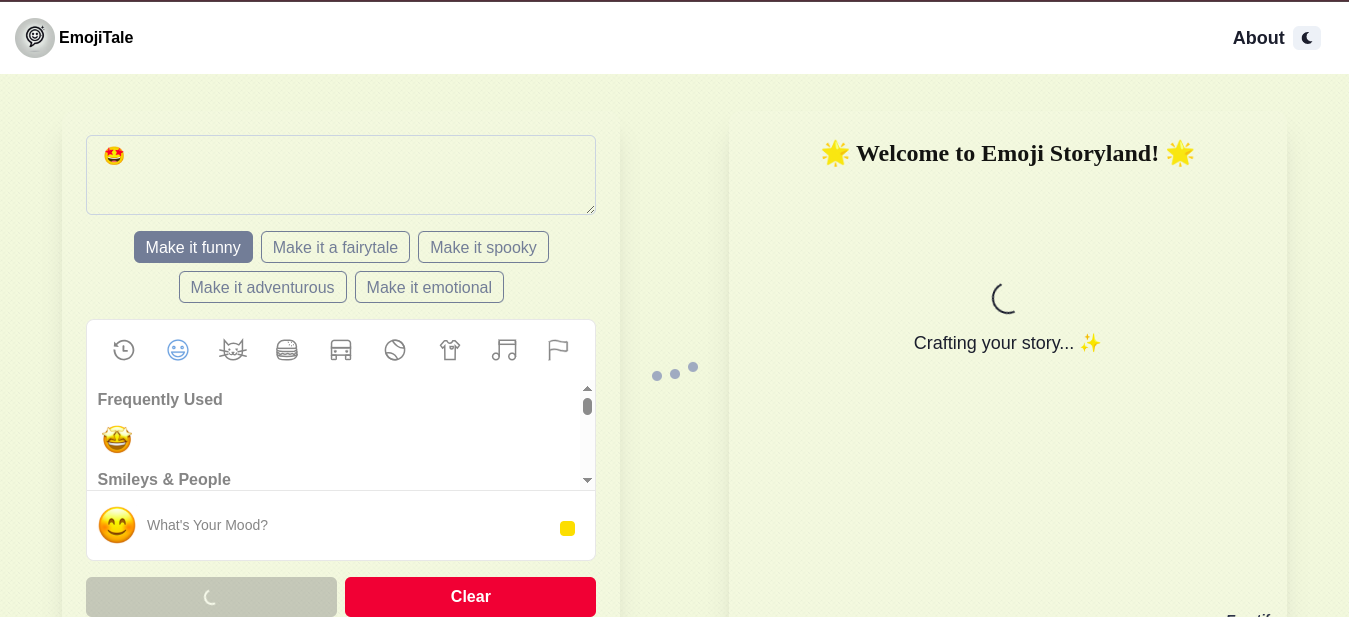 EmojiTale
About
🤩
Make it funny
Make it a fairytale
Make it spooky
Make it adventurous
Make it emotional
Frequently Used
Smileys & People
What's Your Mood?
Clear
🌟 Welcome to Emoji Storyland! 🌟
Crafting your story... ✨